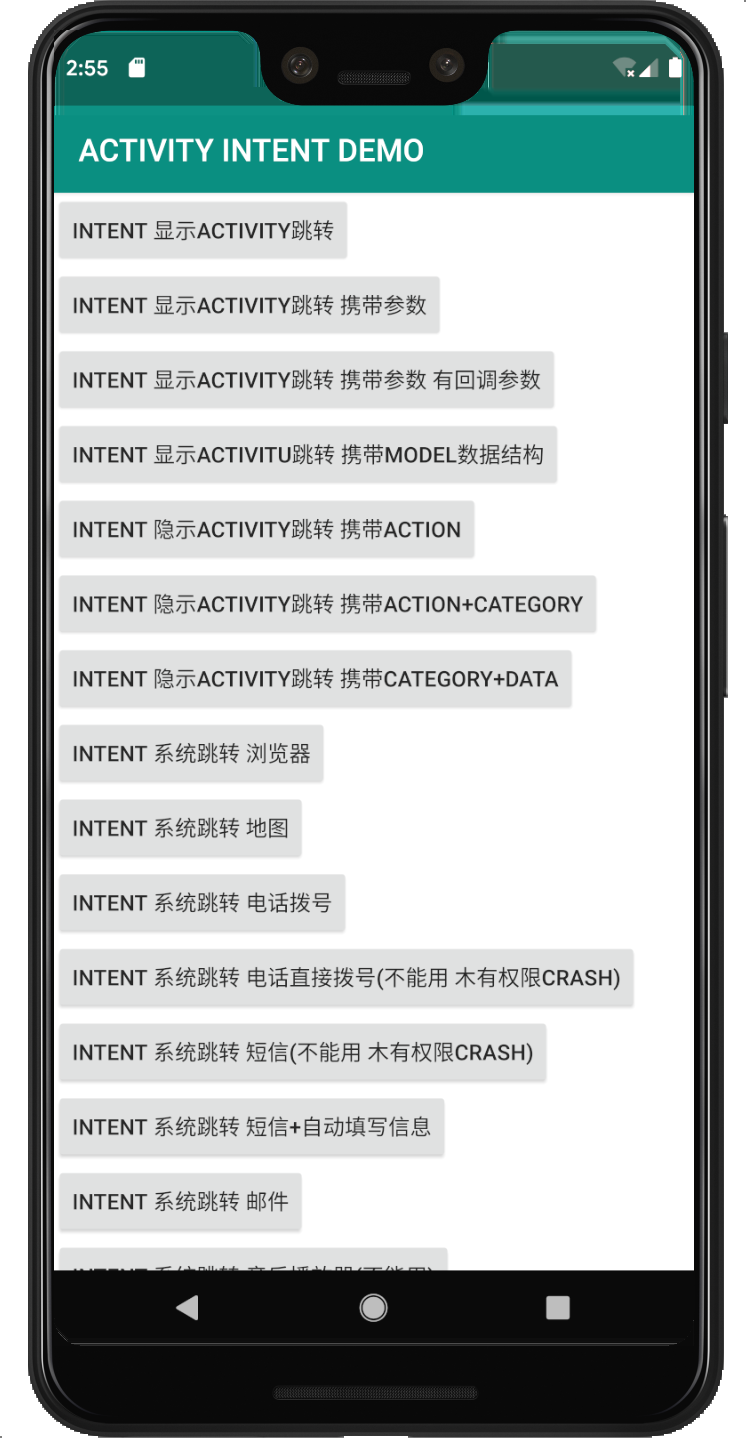 2:55
ACTIVITY INTENT DEMO
INTENT 显示ACTIVITY跳转
INTENT 显示ACTIVITY跳转 携带参数
INTENT 显示ACTIVITY跳转 携带参数 有回调参数
INTENT 显示ACTIVITU跳转 携带MODEL数据结构
INTENT 隐示ACTIVITY跳转 携带ACTION
INTENT 隐示ACTIVITY跳转 携带ACTION+CATEGORY
INTENT 隐示ACTIVITY跳转 携带CATEGORY+DATA
INTENT 系统跳转 浏览器
INTENT 系统跳转 地图
INTENT 系统跳转 电话拨号
INTENT 系统跳转 电话直接拨号(不能用 木有权限CRASH)
INTENT 系统跳转 短信(不能用 木有权限CRASH)
INTENT 系统跳转 短信+自动填写信息
INTENT 系统跳转 邮件
INTENT 系统跳转